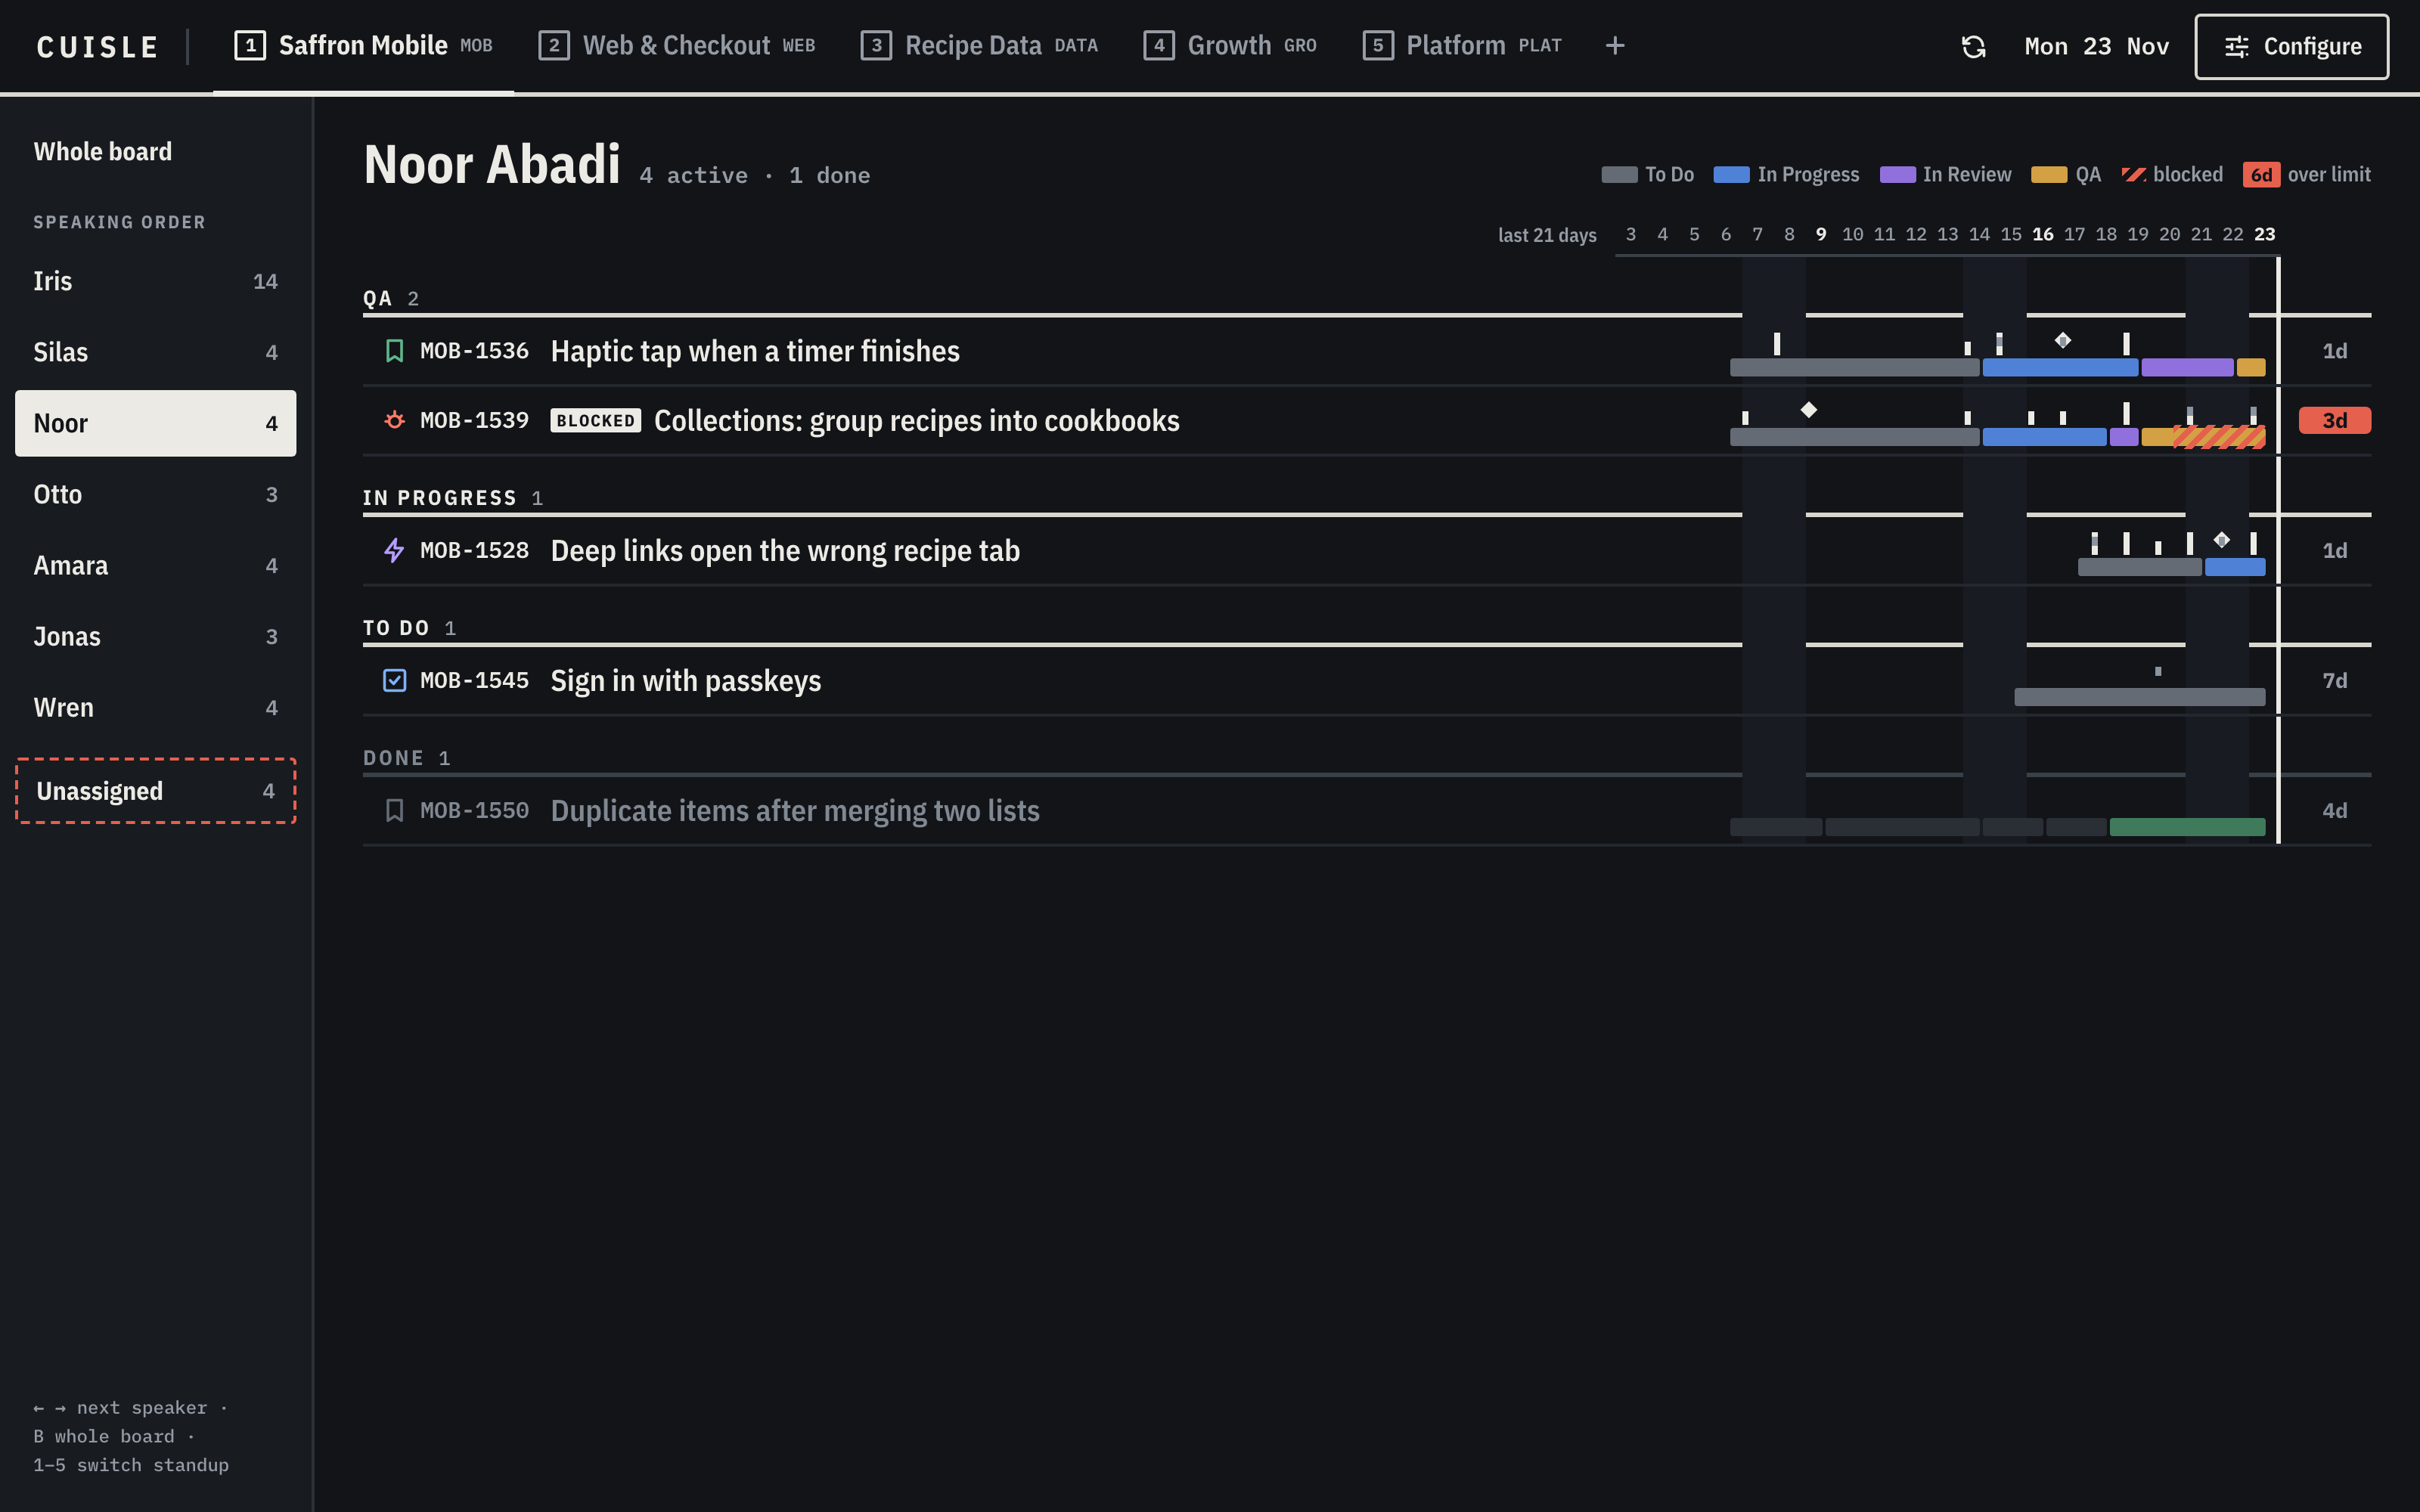 CUISLE 1 Saffron Mobile MOB 2 Web & Checkout WEB 3 Recipe Data DATA 4 Growth GRO 5 Platform PLAT + Mon 23 Nov Configure
Whole board
SPEAKING ORDER
Iris 14
Silas 4
Noor 4
Otto 3
Amara 4
Jonas 3
Wren 4
Unassigned 4
← → next speaker ·
B whole board ·
1–5 switch standup
Noor Abadi 4 active · 1 done
To Do In Progress In Review QA blocked 6d over limit
last 21 days 3 4 5 6 7 8 9 10 11 12 13 14 15 16 17 18 19 20 21 22 23
QA 2
MOB-1536 Haptic tap when a timer finishes 1d
MOB-1539 BLOCKED Collections: group recipes into cookbooks 3d
IN PROGRESS 1
MOB-1528 Deep links open the wrong recipe tab 1d
TO DO 1
MOB-1545 Sign in with passkeys 7d
DONE 1
MOB-1550 Duplicate items after merging two lists 4d